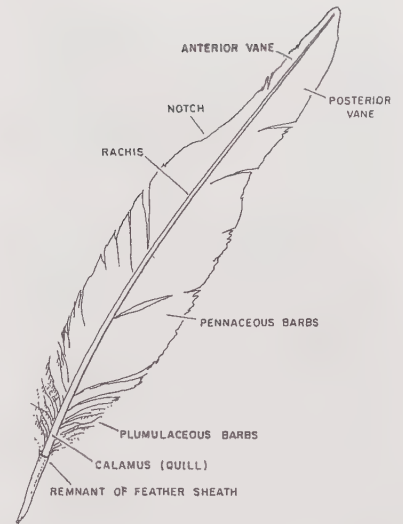 ANTERIOR VANE
POSTERIOR
VANE
NOTCH
RACHIS
PENNACEOUS BARBS
PLUMULACEOUS BARBS
CALAMUS (QUILL)
REMNANT OF FEATHER SHEATH